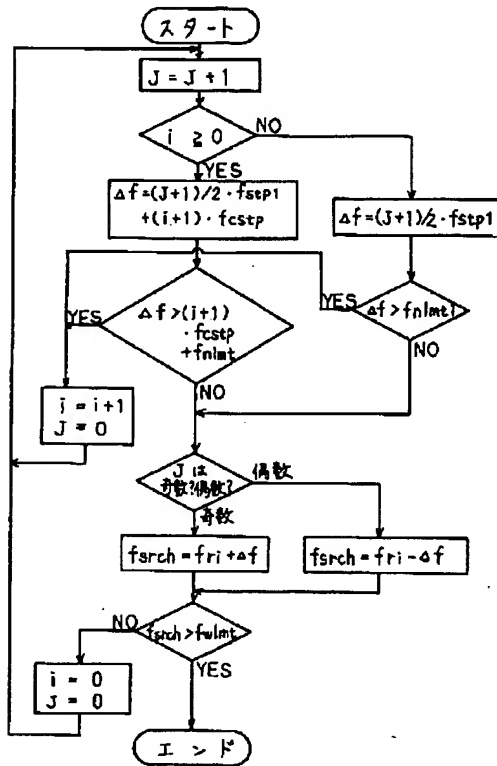 スタート
J = J + 1
i ≧ 0
NO
YES
Δf=(J+1)/2・fstp1
+(i+1)・fcstp
Δf=(J+1)/2・fstp1
YES
Δf>(i+1)
・fcstp
+fnlmt
YES
Δf>fnlmt?
NO
NO
i = i+1
J = 0
Jは
奇数?偶数?
偶数
奇数
fsrch=fri+Δf
fsrch=fri-Δf
NO
fsrch>fwlmt
YES
i = 0
J = 0
エンド